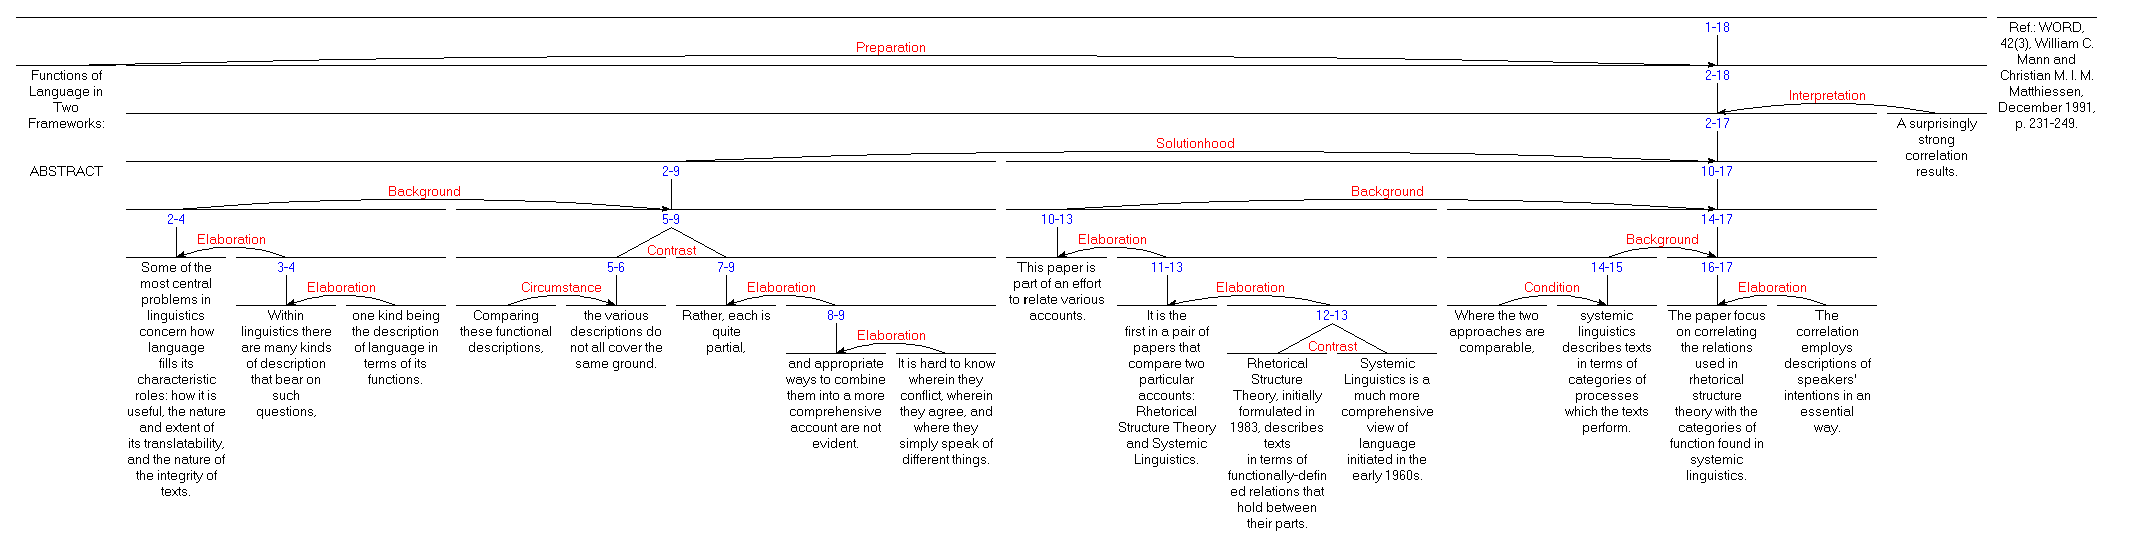 1-18
Preparation
2-18
Functions of
Language in
Two
Frameworks:
ABSTRACT
Interpretation
2-17
A surprisingly
strong
correlation
results.
Ref.: WORD,
42(3), William C.
Mann and
Christian M. I. M.
Matthiessen,
December 1991,
p. 231-249.
Solutionhood
2-9
10-17
Background
2-4
5-9
Background
10-13
14-17
Elaboration
Some of the
most central
problems in
linguistics
concern how
language
fills its
characteristic
roles: how it is
useful, the nature
and extent of
its translatability,
and the nature of
the integrity of
texts.
3-4
Elaboration
Within
linguistics there
are many kinds
of description
that bear on
such
questions,
one kind being
the description
of language in
terms of its
functions.
Contrast
5-6
Circumstance
Comparing
these functional
descriptions,
the various
descriptions do
not all cover the
same ground.
7-9
Elaboration
Rather, each is
quite
partial,
8-9
Elaboration
and appropriate
ways to combine
them into a more
comprehensive
account are not
evident.
It is hard to know
wherein they
conflict, wherein
they agree, and
where they
simply speak of
different things.
Elaboration
This paper is
part of an effort
to relate various
accounts.
11-13
Elaboration
It is the
first in a pair of
papers that
compare two
particular
accounts:
Rhetorical
Structure Theory
and Systemic
Linguistics.
12-13
Contrast
Rhetorical
Structure
Theory, initially
formulated in
1983, describes
texts
in terms of
functionally-defin
ed relations that
hold between
their parts.
Systemic
Linguistics is a
much more
comprehensive
view of
language
initiated in the
early 1960s.
Background
14-15
Condition
Where the two
approaches are
comparable,
systemic
linguistics
describes texts
in terms of
categories of
processes
which the texts
perform.
16-17
Elaboration
The paper focus
on correlating
the relations
used in
rhetorical
structure
theory with the
categories of
function found in
systemic
linguistics.
The
correlation
employs
descriptions of
speakers'
intentions in an
essential
way.